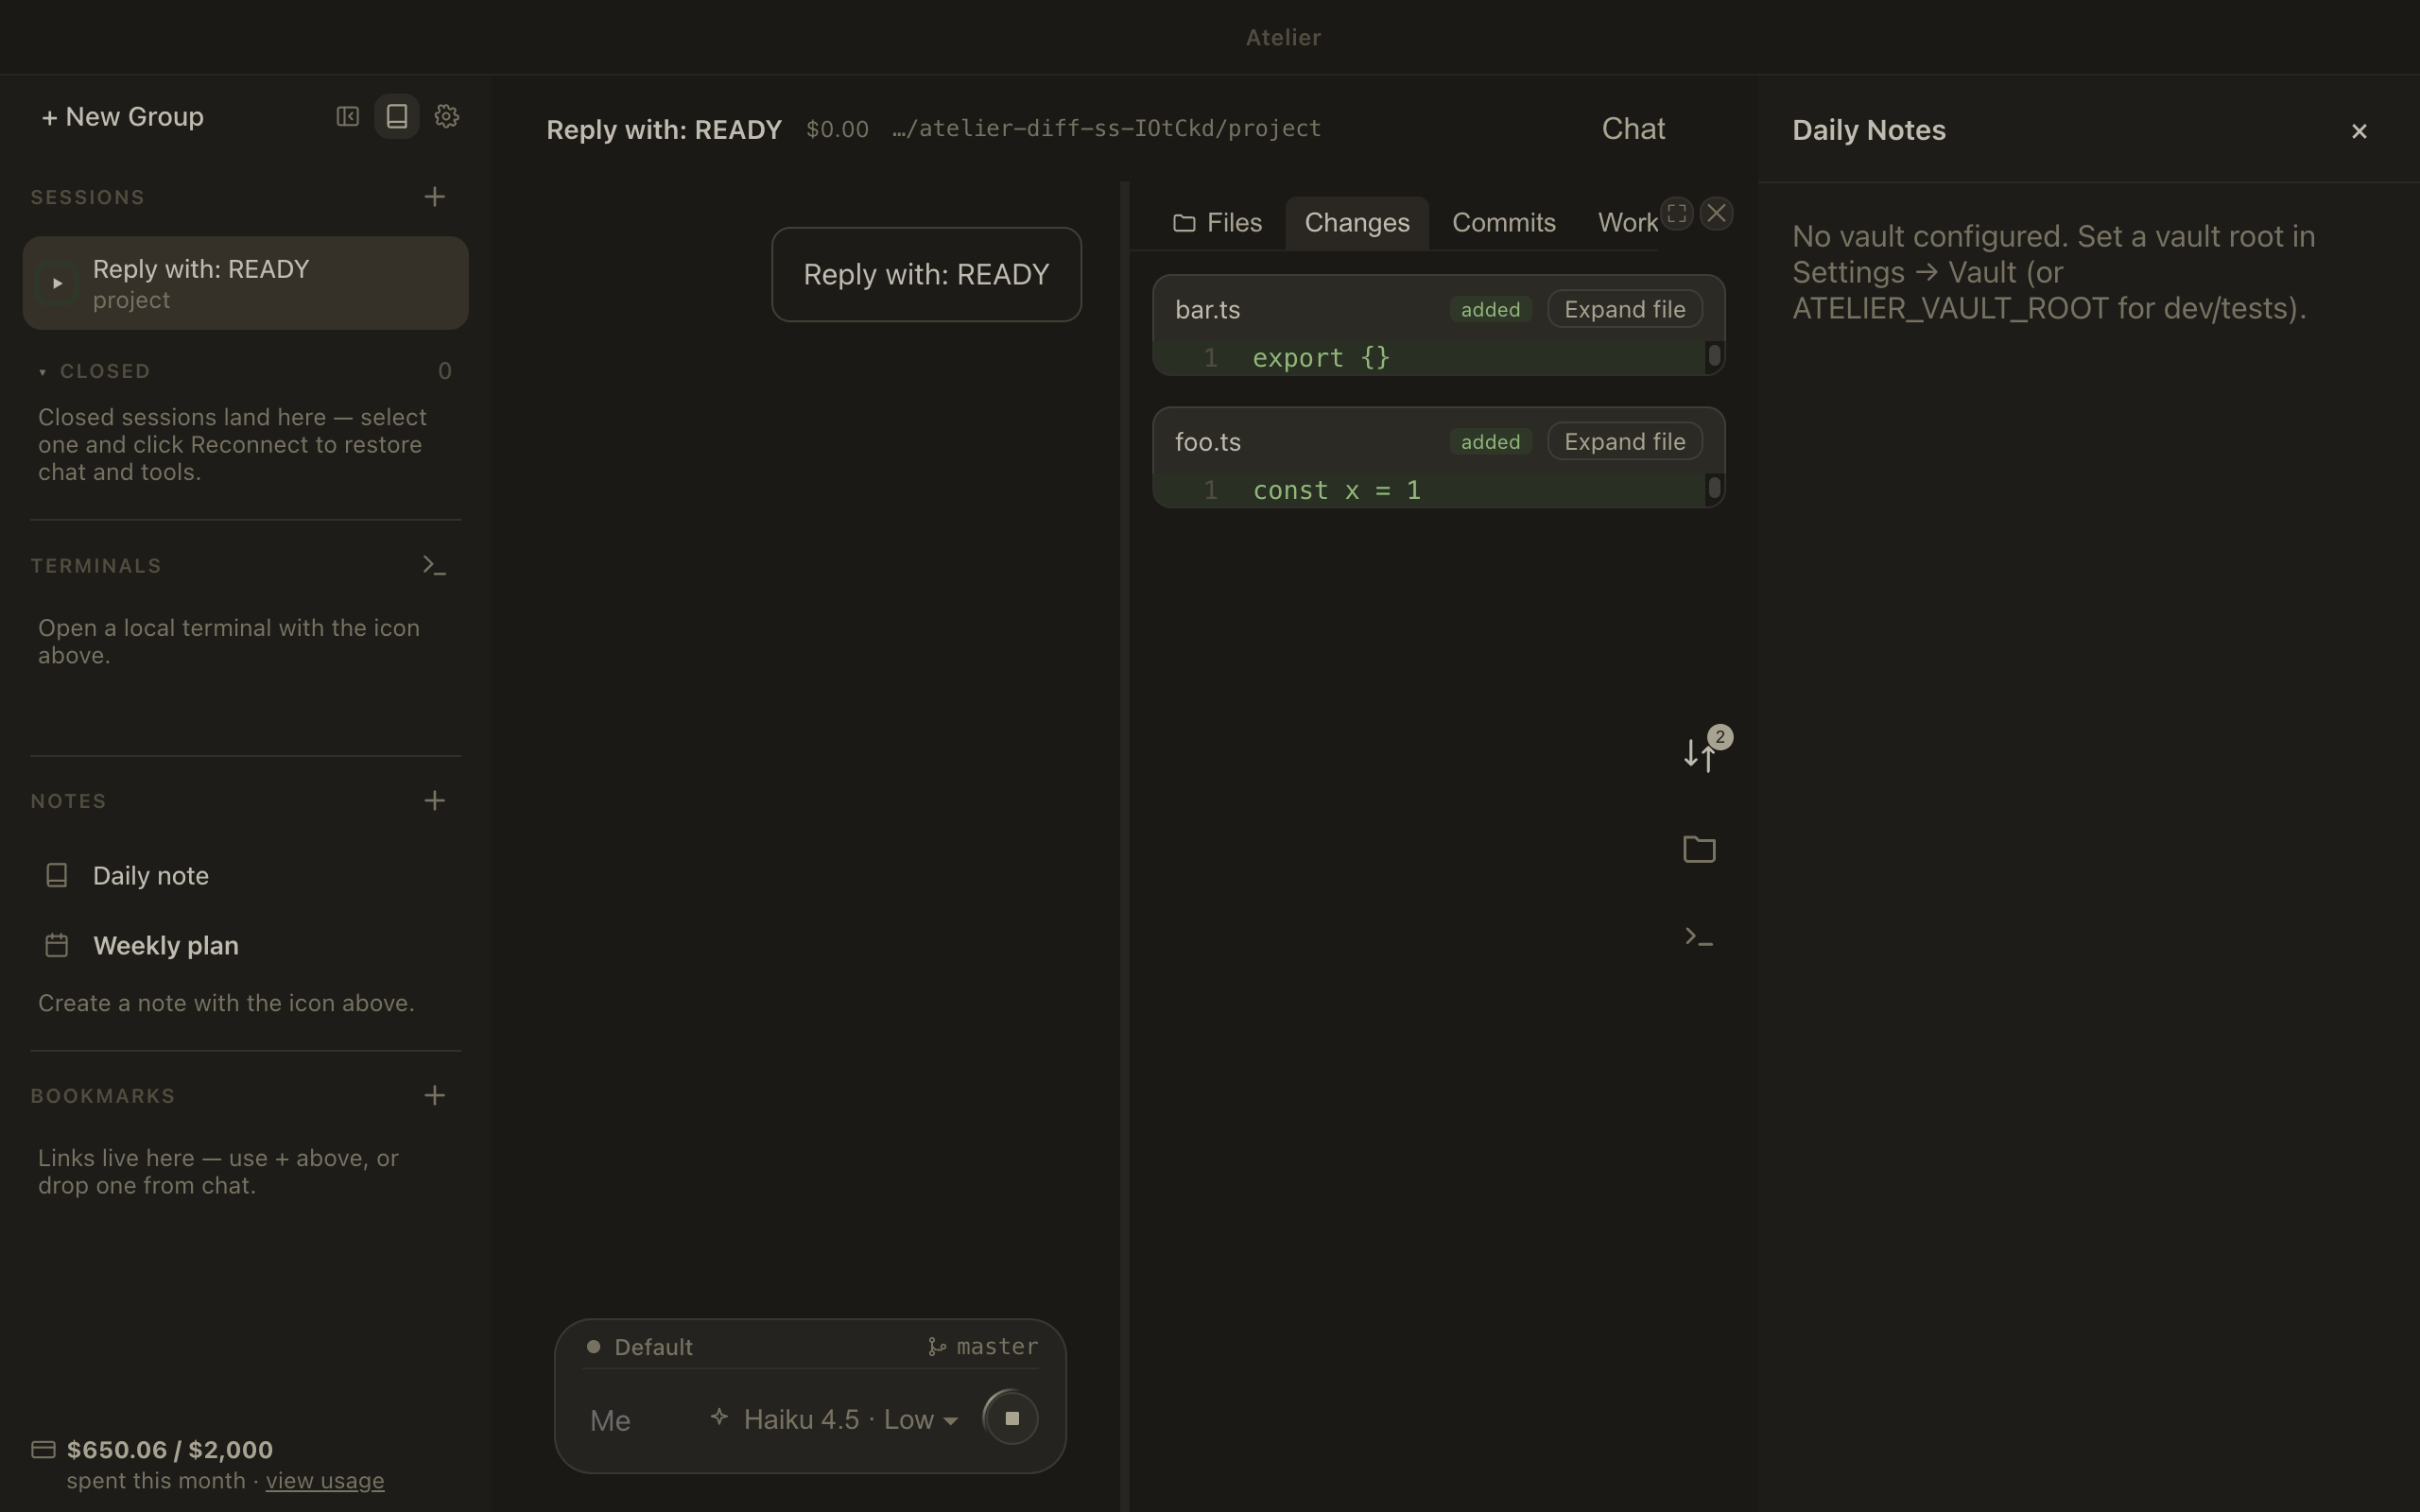 Atelier
+ New Group
SESSIONS
Reply with: READY
project
CLOSED 0
Closed sessions land here — select
one and click Reconnect to restore
chat and tools.
TERMINALS
Open a local terminal with the icon
above.
NOTES
Daily note
Weekly plan
Create a note with the icon above.
BOOKMARKS
Links live here — use + above, or
drop one from chat.
$650.06 / $2,000
spent this month · view usage
Reply with: READY $0.00 …/atelier-diff-ss-IOtCkd/project Chat
Reply with: READY
Default master
Me Haiku 4.5 · Low
Files Changes Commits Work
bar.ts added Expand file
1 export {}
foo.ts added Expand file
1 const x = 1
2
Daily Notes
No vault configured. Set a vault root in
Settings → Vault (or
ATELIER_VAULT_ROOT for dev/tests).